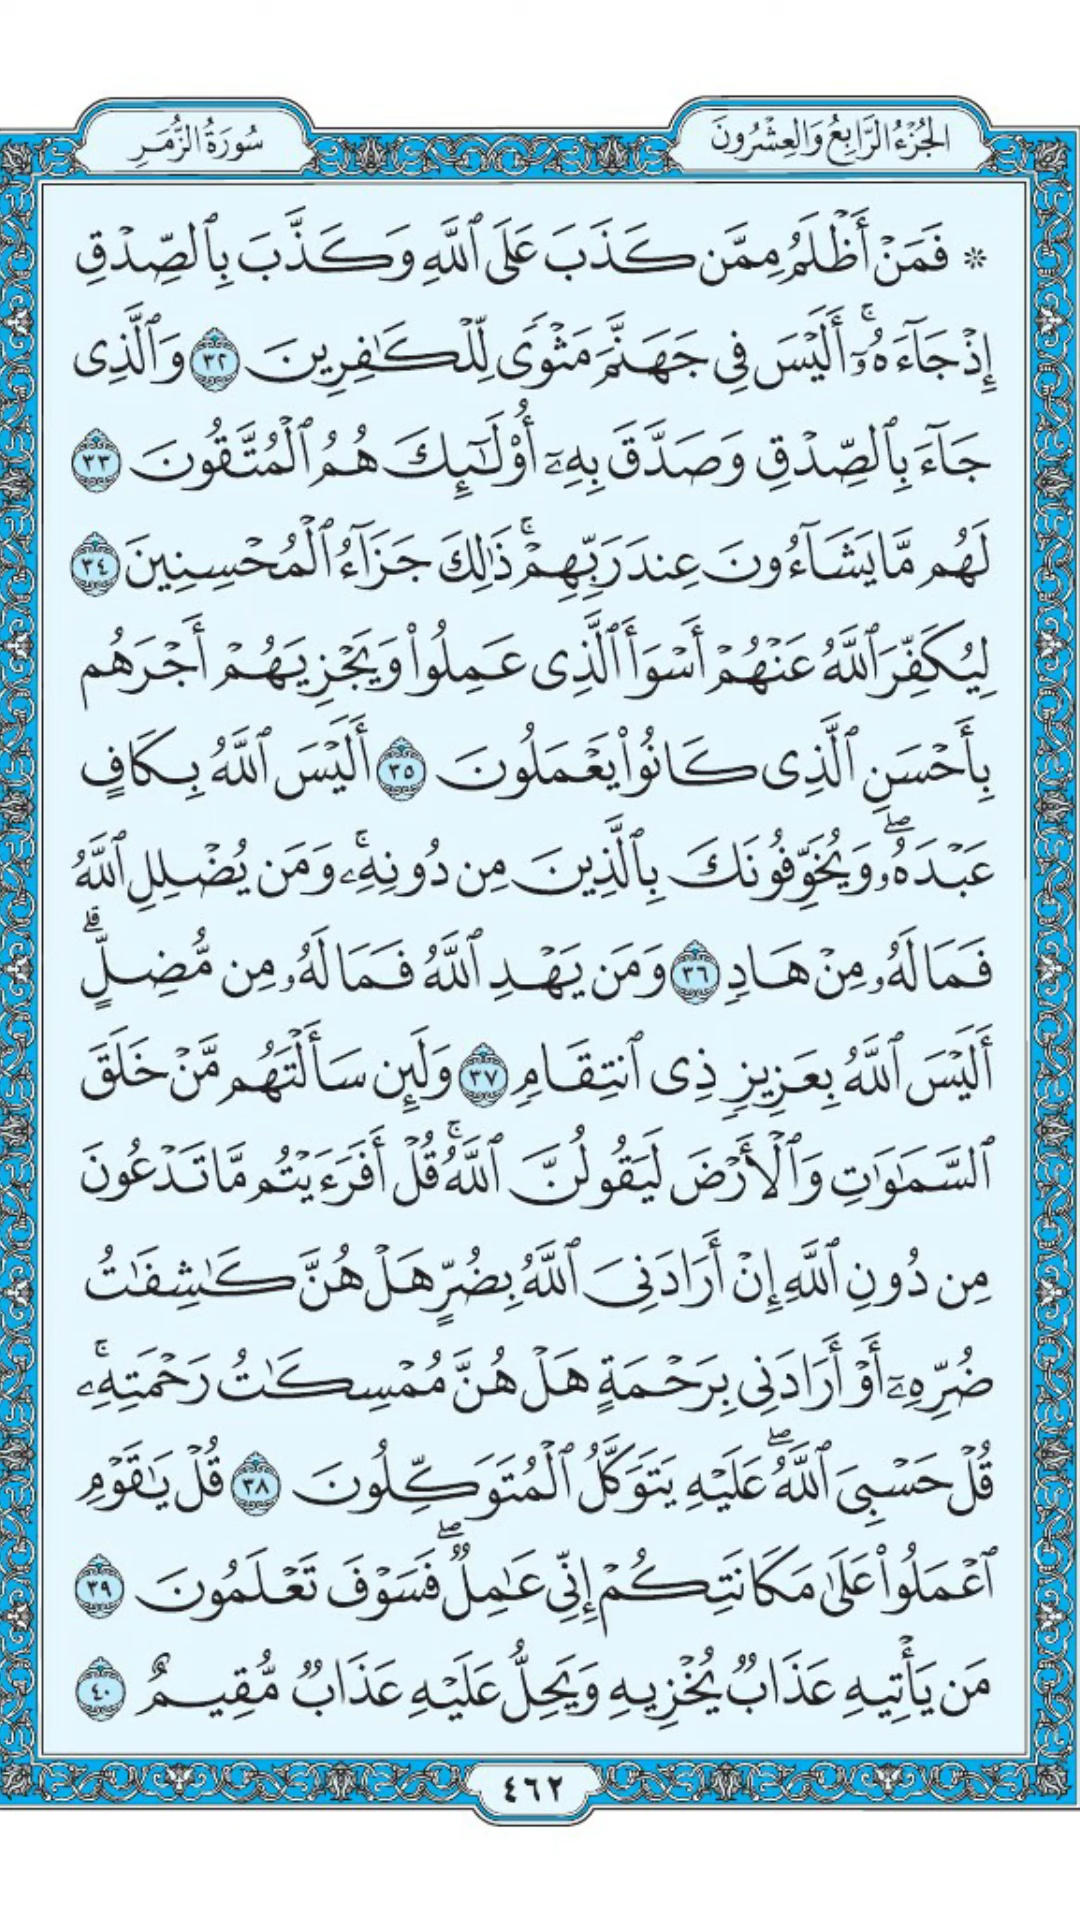 الجُزْءُ الرَّابِعُ وَالعِشْرُونَ
سُورَةُ الزُّمَرِ
۞ فَمَنْ أَظْلَمُ مِمَّن كَذَبَ عَلَى ٱللَّهِ وَكَذَّبَ بِٱلصِّدْقِ
إِذْ جَآءَهُۥٓ ۚ أَلَيْسَ فِى جَهَنَّمَ مَثْوًى لِّلْكَٰفِرِينَ ٣٢ وَٱلَّذِى
جَآءَ بِٱلصِّدْقِ وَصَدَّقَ بِهِۦٓ أُو۟لَٰٓئِكَ هُمُ ٱلْمُتَّقُونَ ٣٣
لَهُم مَّا يَشَآءُونَ عِندَ رَبِّهِمْ ۚ ذَٰلِكَ جَزَآءُ ٱلْمُحْسِنِينَ ٣٤
لِيُكَفِّرَ ٱللَّهُ عَنْهُمْ أَسْوَأَ ٱلَّذِى عَمِلُوا۟ وَيَجْزِيَهُمْ أَجْرَهُم
بِأَحْسَنِ ٱلَّذِى كَانُوا۟ يَعْمَلُونَ ٣٥ أَلَيْسَ ٱللَّهُ بِكَافٍ
عَبْدَهُۥ ۖ وَيُخَوِّفُونَكَ بِٱلَّذِينَ مِن دُونِهِۦ ۚ وَمَن يُضْلِلِ ٱللَّهُ
فَمَا لَهُۥ مِنْ هَادٍ ٣٦ وَمَن يَهْدِ ٱللَّهُ فَمَا لَهُۥ مِن مُّضِلٍّ ۗ
أَلَيْسَ ٱللَّهُ بِعَزِيزٍ ذِى ٱنتِقَامٍ ٣٧ وَلَئِن سَأَلْتَهُم مَّنْ خَلَقَ
ٱلسَّمَٰوَٰتِ وَٱلْأَرْضَ لَيَقُولُنَّ ٱللَّهُ ۚ قُلْ أَفَرَءَيْتُم مَّا تَدْعُونَ
مِن دُونِ ٱللَّهِ إِنْ أَرَادَنِىَ ٱللَّهُ بِضُرٍّ هَلْ هُنَّ كَٰشِفَٰتُ
ضُرِّهِۦٓ أَوْ أَرَادَنِى بِرَحْمَةٍ هَلْ هُنَّ مُمْسِكَٰتُ رَحْمَتِهِۦ ۚ
قُلْ حَسْبِىَ ٱللَّهُ ۖ عَلَيْهِ يَتَوَكَّلُ ٱلْمُتَوَكِّلُونَ ٣٨ قُلْ يَٰقَوْمِ
ٱعْمَلُوا۟ عَلَىٰ مَكَانَتِكُمْ إِنِّى عَٰمِلٌ ۖ فَسَوْفَ تَعْلَمُونَ ٣٩
مَن يَأْتِيهِ عَذَابٌ يُخْزِيهِ وَيَحِلُّ عَلَيْهِ عَذَابٌ مُّقِيمٌ ٤٠
٤٦٢